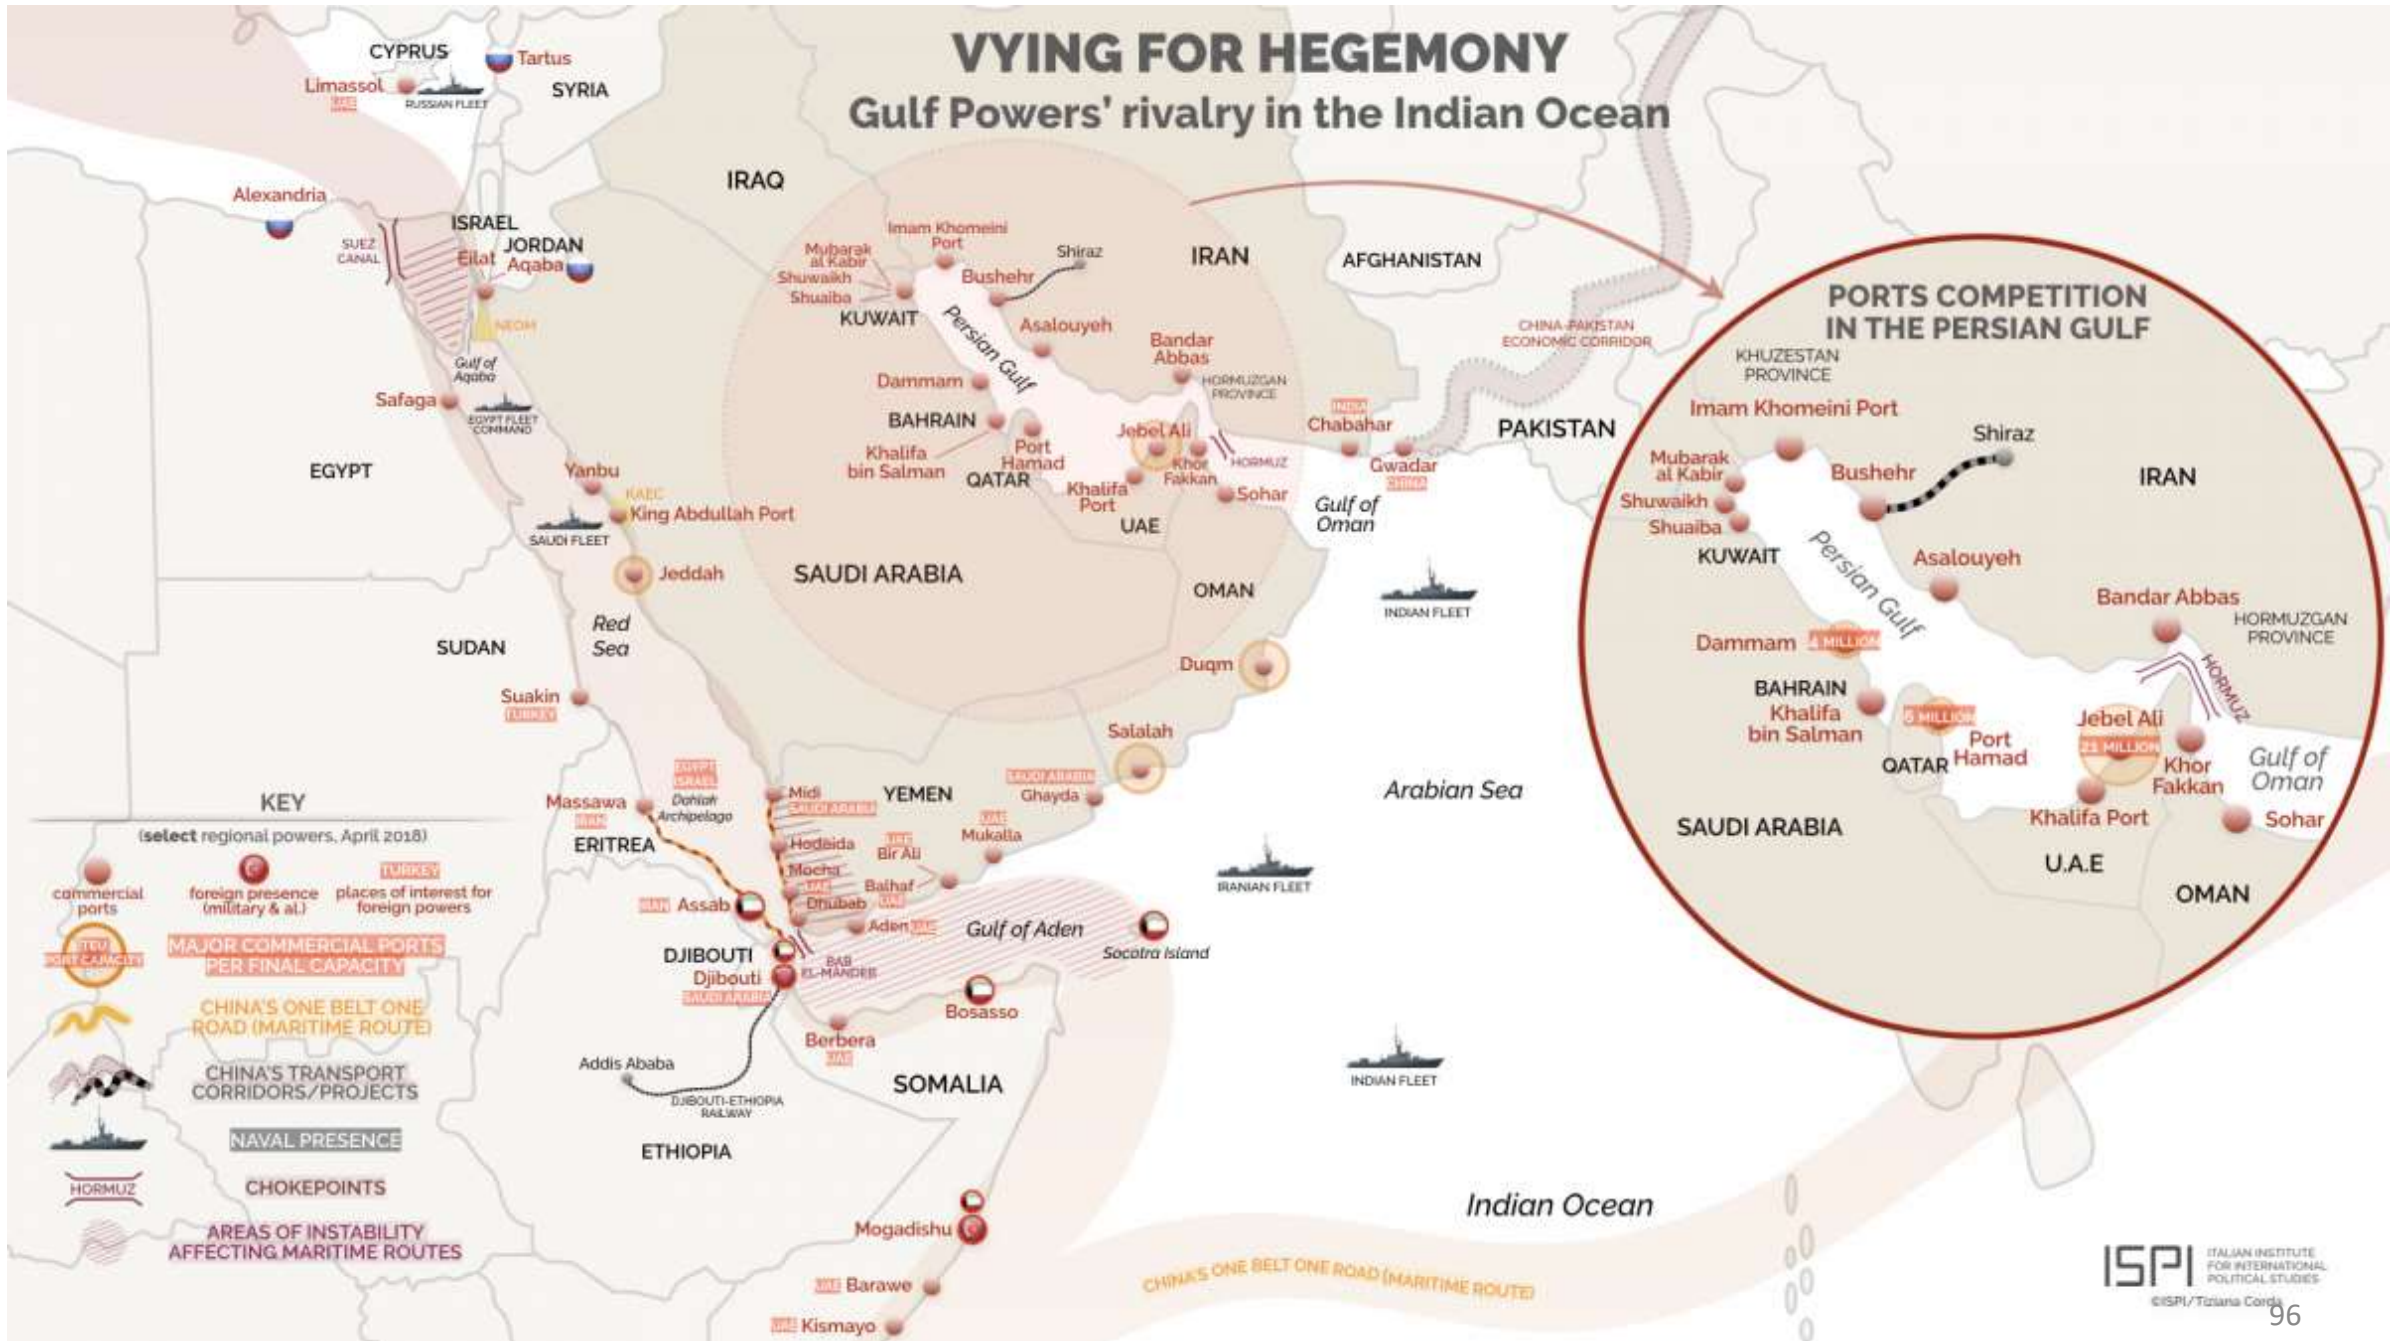 VYING FOR HEGEMONY
Gulf Powers' rivalry in the Indian Ocean
CYPRUS
Limassol
UAE
RUSSIAN FLEET
Tartus
SYRIA
Alexandria
SUEZ
CANAL
ISRAEL
JORDAN
Eilat
Aqaba
NEOM
Gulf of
Aqaba
Safaga
EGYPT FLEET
COMMAND
EGYPT
Yanbu
KAEC
King Abdullah Port
SAUDI FLEET
Jeddah
Red
Sea
SUDAN
Suakin
TURKEY
IRAQ
Imam Khomeini
Port
Mubarak
al Kabir
Shuwaikh
Shuaiba
KUWAIT
Bushehr
Shiraz
IRAN
Persian Gulf
Asalouyeh
Bandar
Abbas
HORMUZGAN
PROVINCE
Dammam
BAHRAIN
Khalifa
bin Salman
Port
Hamad
QATAR
Jebel Ali
Khor
Fakkan
Khalifa
Port
UAE
HORMUZ
Sohar
Gulf of
Oman
SAUDI ARABIA
OMAN
AFGHANISTAN
CHINA-PAKISTAN
ECONOMIC CORRIDOR
INDIA
Chabahar
Gwadar
CHINA
PAKISTAN
INDIAN FLEET
Duqm
Salalah
Arabian Sea
IRANIAN FLEET
INDIAN FLEET
Indian Ocean
CHINA'S ONE BELT ONE ROAD (MARITIME ROUTE)
Massawa
IRAN
EGYPT
ISRAEL
Dahlak
Archipelago
ERITREA
Midi
SAUDI ARABIA
YEMEN
Hodeida
Mocha
UAE
Dhubab
SAUDI ARABIA
Ghayda
UAE
Mukalla
UAE
Bir Ali
Balhaf
UAE
Aden UAE
Gulf of Aden
Socotra Island
IRAN Assab
DJIBOUTI
Djibouti
SAUDI ARABIA
BAB
EL-MANDEB
Bosasso
Berbera
UAE
Addis Ababa
DJIBOUTI-ETHIOPIA
RAILWAY
ETHIOPIA
SOMALIA
Mogadishu
UAE Barawe
UAE Kismayo
KEY
(select regional powers, April 2018)
commercial
ports
foreign presence
(military & al.)
TURKEY
places of interest for
foreign powers
TEU
PORT CAPACITY
MAJOR COMMERCIAL PORTS
PER FINAL CAPACITY
CHINA'S ONE BELT ONE
ROAD (MARITIME ROUTE)
CHINA'S TRANSPORT
CORRIDORS/PROJECTS
NAVAL PRESENCE
HORMUZ
CHOKEPOINTS
AREAS OF INSTABILITY
AFFECTING MARITIME ROUTES
PORTS COMPETITION
IN THE PERSIAN GULF
KHUZESTAN
PROVINCE
Imam Khomeini Port
Mubarak
al Kabir
Shuwaikh
Shuaiba
KUWAIT
Bushehr
Shiraz
IRAN
Persian Gulf
Asalouyeh
Bandar Abbas
HORMUZGAN
PROVINCE
HORMUZ
Dammam 4 MILLION
BAHRAIN
Khalifa
bin Salman
6 MILLION
Port
Hamad
QATAR
Jebel Ali
21 MILLION
Khor
Fakkan
Gulf of
Oman
Khalifa Port
Sohar
SAUDI ARABIA
U.A.E
OMAN
ISPI
ITALIAN INSTITUTE
FOR INTERNATIONAL
POLITICAL STUDIES
©ISPI/Tiziana Corda
96